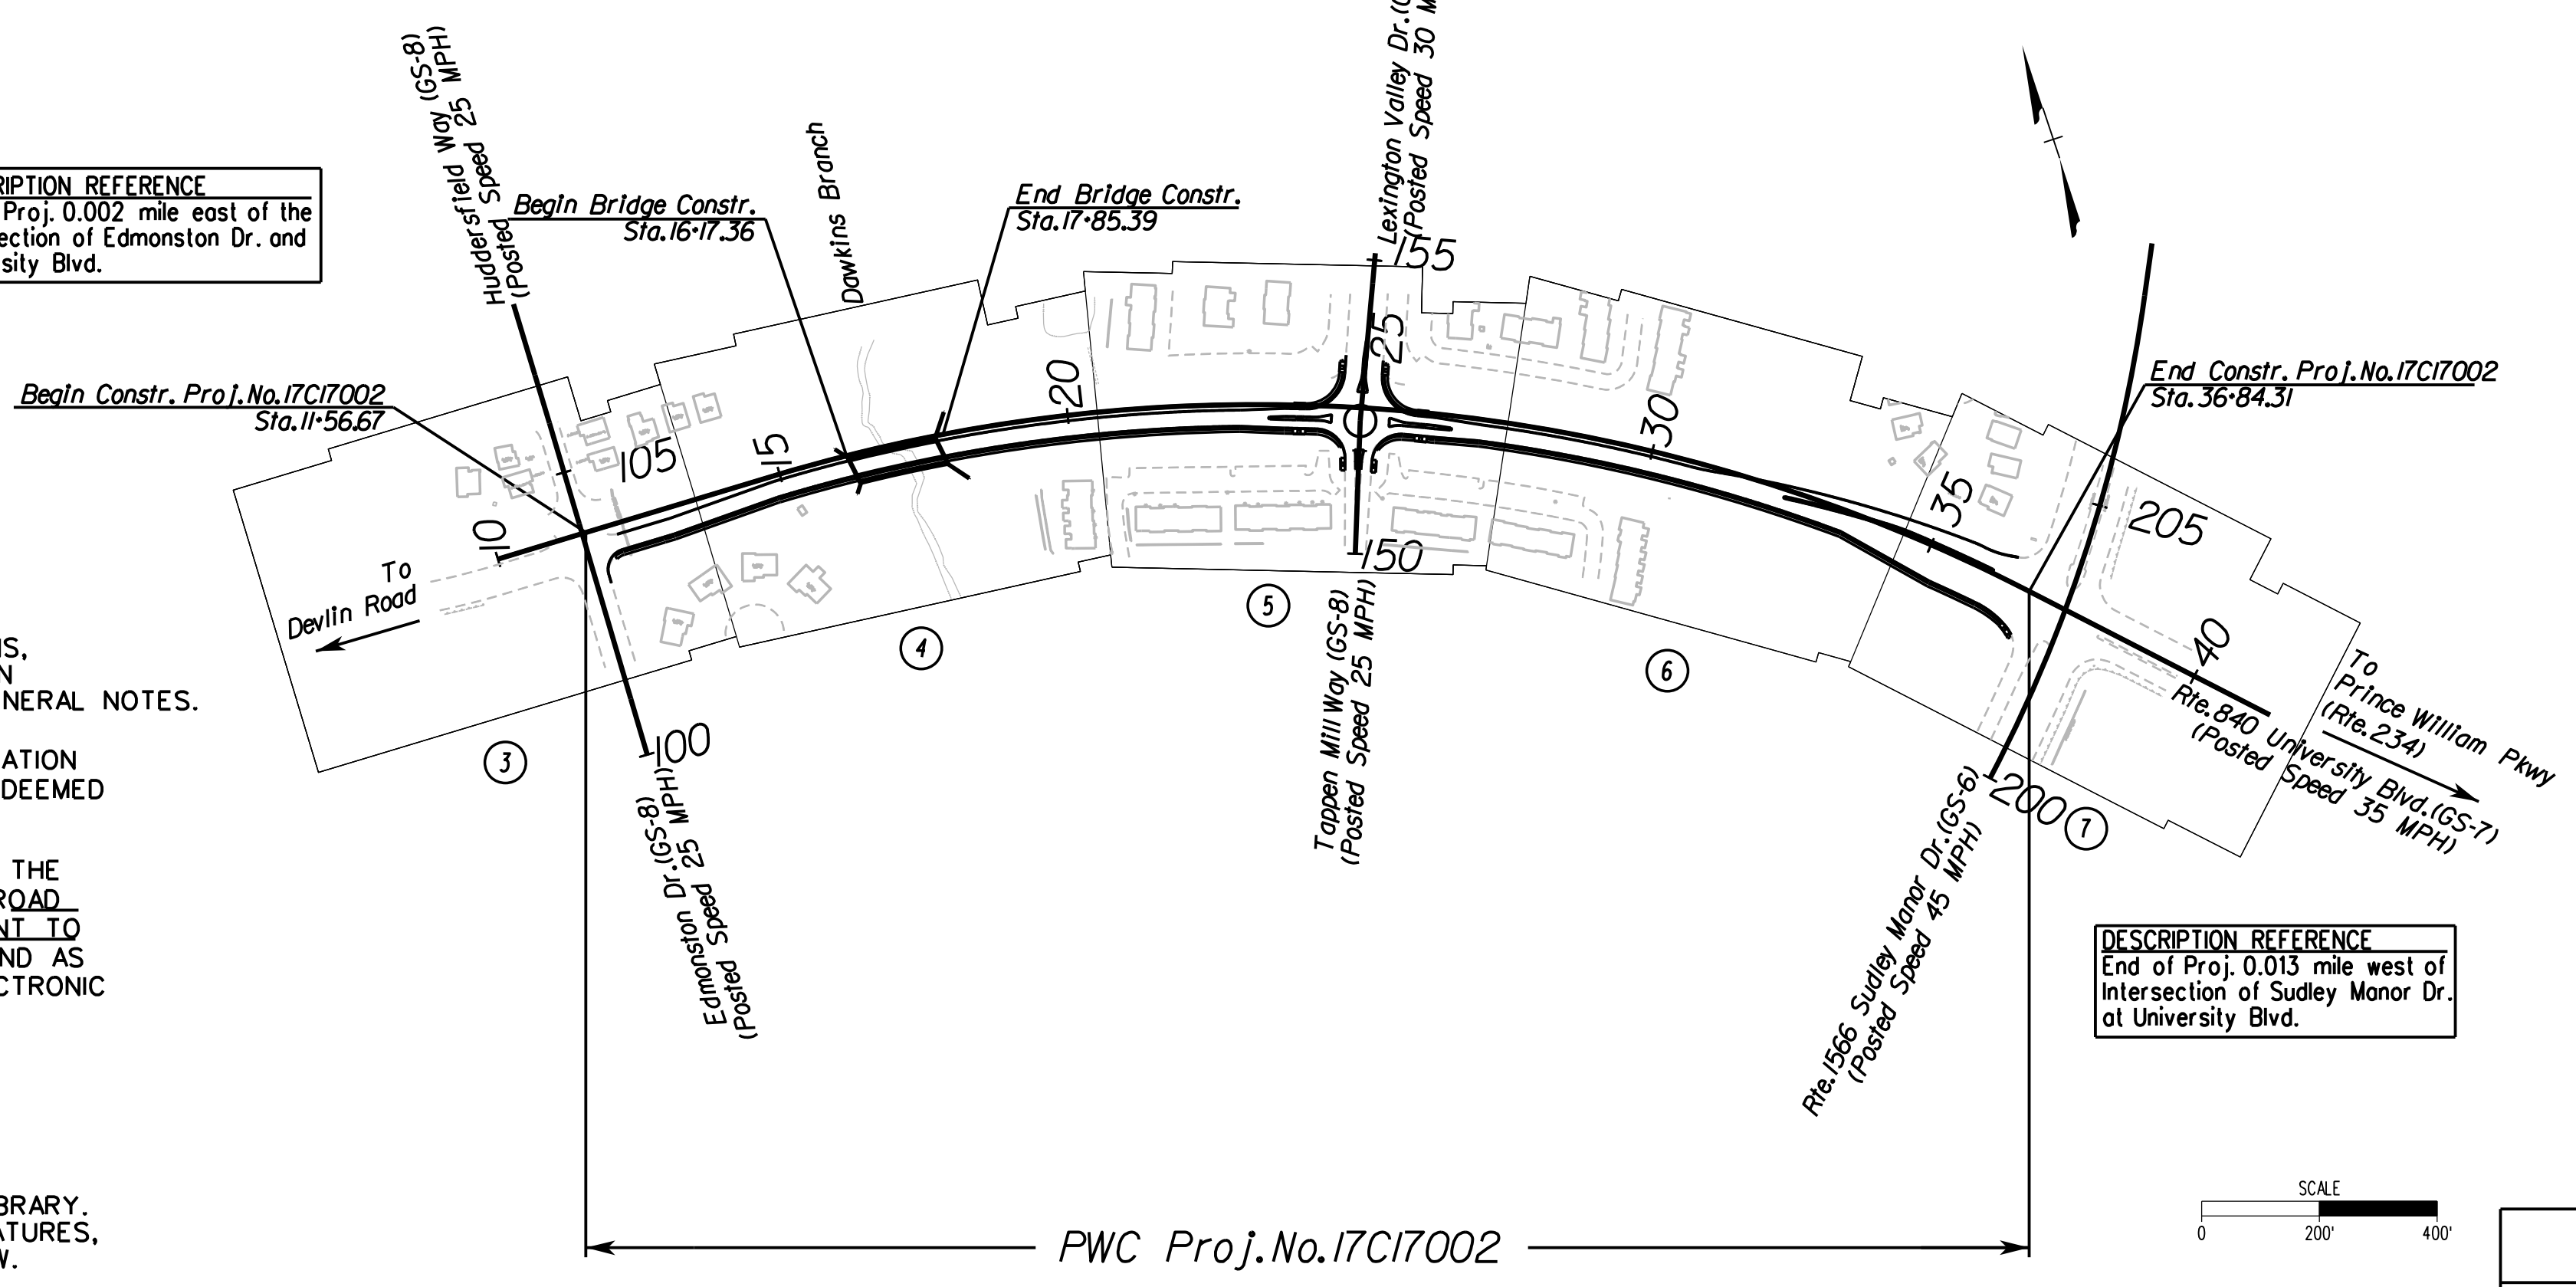 Huddersfield Way (GS-8)
(Posted Speed 25 MPH)
Dawkins Branch
Lexington Valley Dr.
(Posted Speed 30
RIPTION REFERENCE
Proj. 0.002 mile east of the
ection of Edmonston Dr. and
sity Blvd.
Begin Bridge Constr.
Sta.16+17.36
End Bridge Constr.
Sta.17+85.39
155
25
Begin Constr. Proj.No.17C17002
Sta.11+56.67
End Constr. Proj.No.17C17002
Sta.36+84.31
10
105
15
20
30
35
205
40
To
Devlin Road
150
100
200
3
4
5
6
7
Edmonston Dr.(GS-8)
(Posted Speed 25 MPH)
Tappen Mill Way (GS-8)
(Posted Speed 25 MPH)
Rte.1566 Sudley Manor Dr.(GS-6)
(Posted Speed 45 MPH)
Rte.840 University Blvd.(GS-7)
(Posted Speed 35 MPH)
To
Prince William Pkwy
(Rte.234)
NERAL NOTES.
ATION
DEEMED
THE
ROAD
NT TO
ND AS
CTRONIC
DESCRIPTION REFERENCE
End of Proj. 0.013 mile west of
Intersection of Sudley Manor Dr.
at University Blvd.
BRARY.
ATURES,
W.
PWC Proj.No.17C17002
SCALE
0 200' 400'